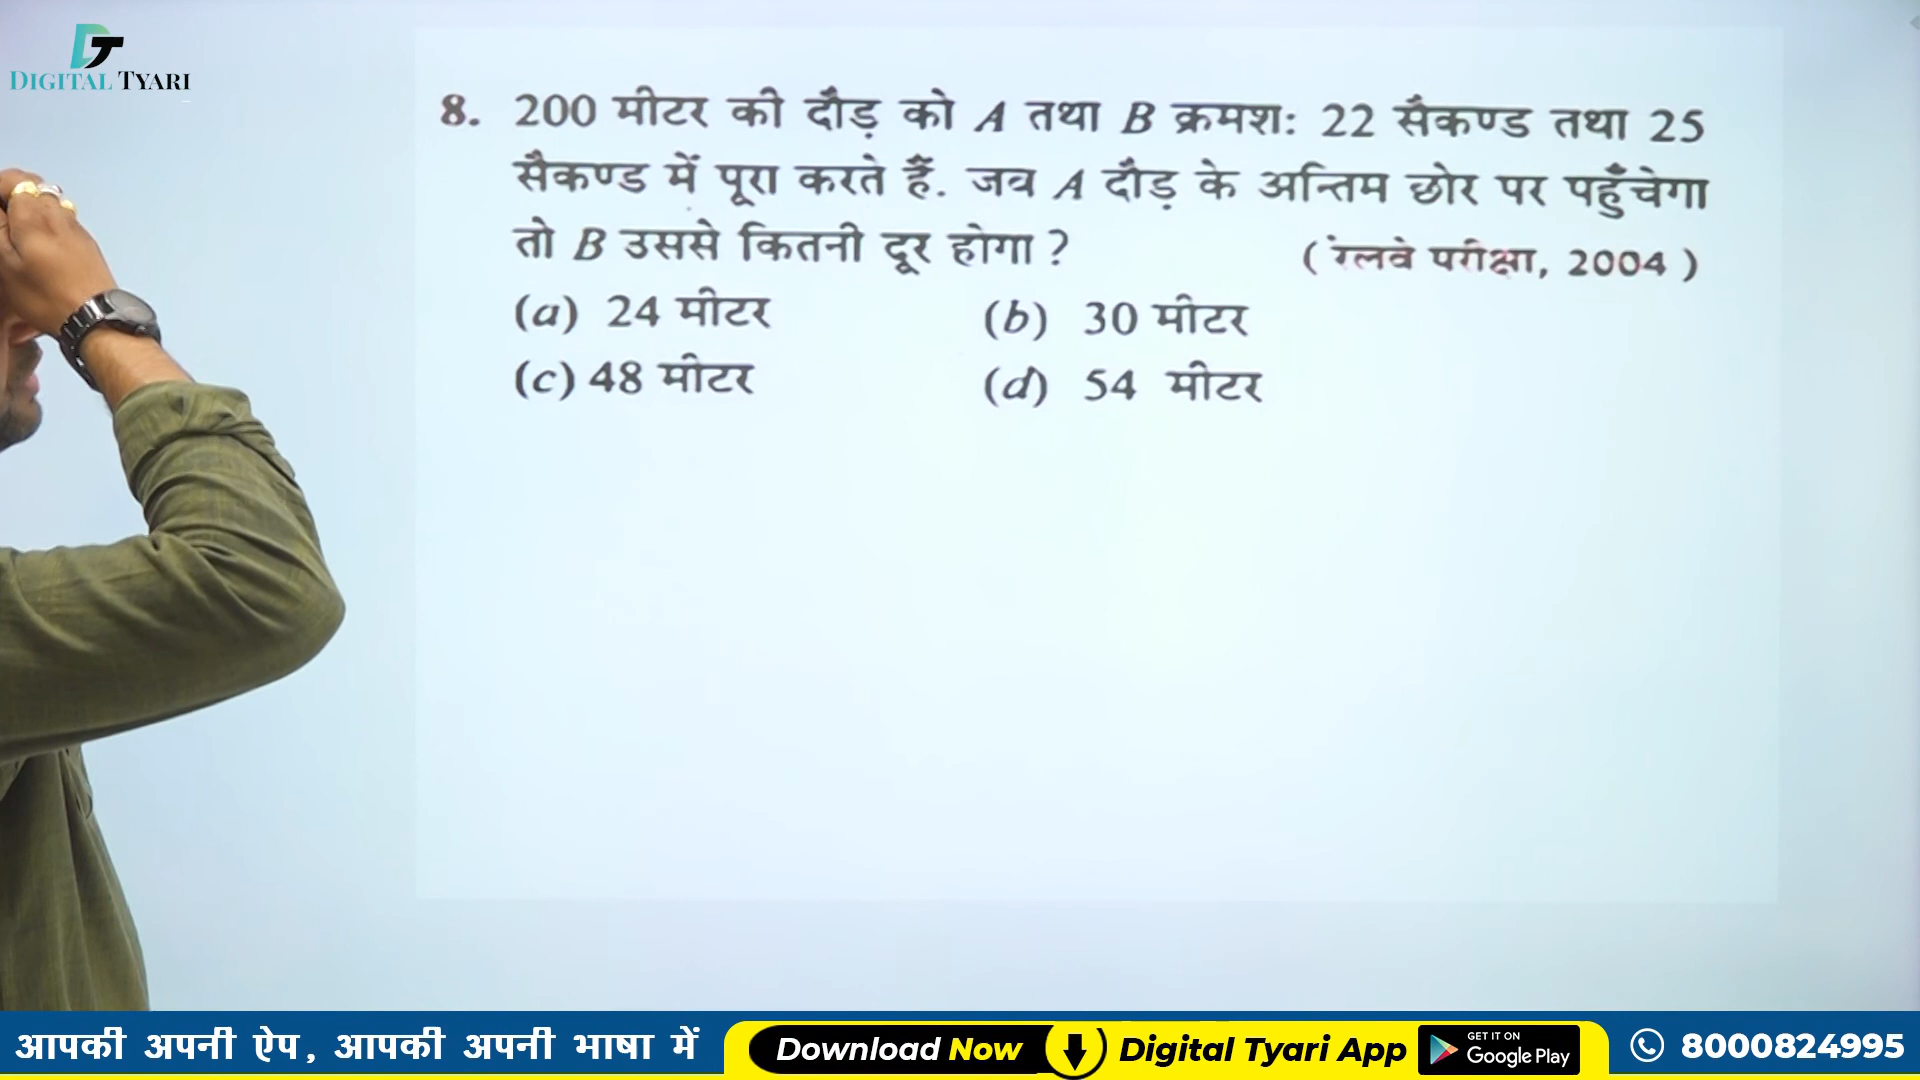 DT
DIGITAL TYARI
8. 200 मीटर की दौड़ को A तथा B क्रमश: 22 सैकण्ड तथा 25
सैकण्ड में पूरा करते हैं. जब A दौड़ के अन्तिम छोर पर पहुँचेगा
तो B उससे कितनी दूर होगा ?
( रेलवे परीक्षा, 2004 )
(a) 24 मीटर (b) 30 मीटर
(c) 48 मीटर (d) 54 मीटर
आपकी अपनी ऐप, आपकी अपनी भाषा में
Download Now
Digital Tyari App
GET IT ON
Google Play
8000824995